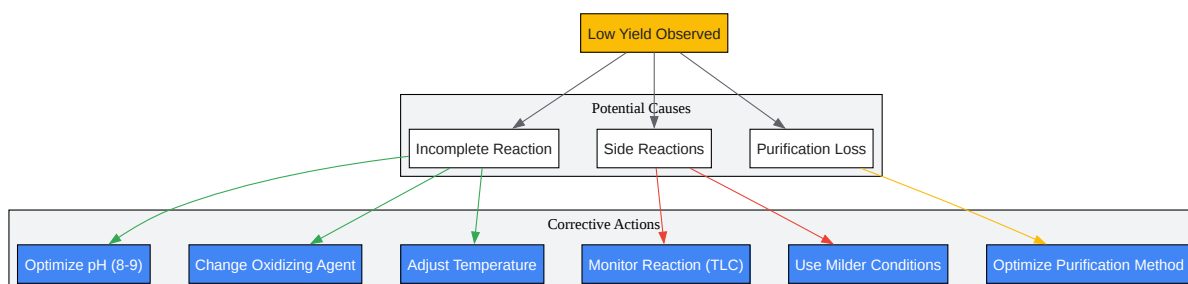 Low Yield Observed
Potential Causes
Incomplete Reaction
Side Reactions
Purification Loss
Corrective Actions
Optimize pH (8-9)
Change Oxidizing Agent
Adjust Temperature
Monitor Reaction (TLC)
Use Milder Conditions
Optimize Purification Method